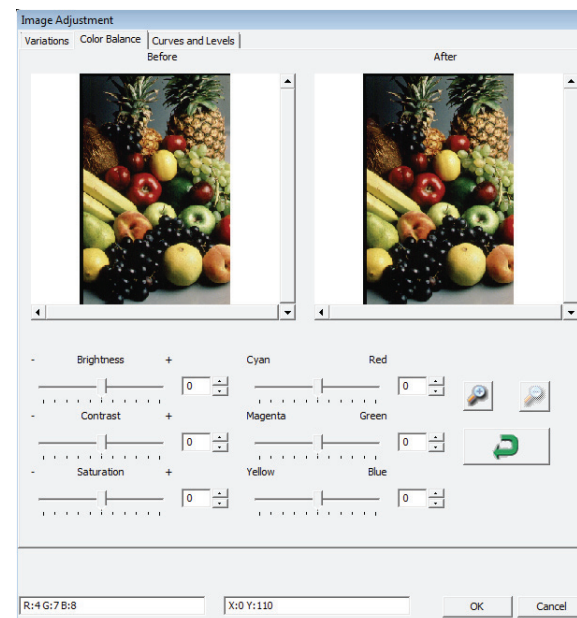 Image Adjustment
Variations Color Balance Curves and Levels
Before After
- Brightness + Cyan Red
0 0
- Contrast + Magenta Green
0 0
- Saturation + Yellow Blue
0 0
R:4 G:7 B:8 X:0 Y:110 OK Cancel